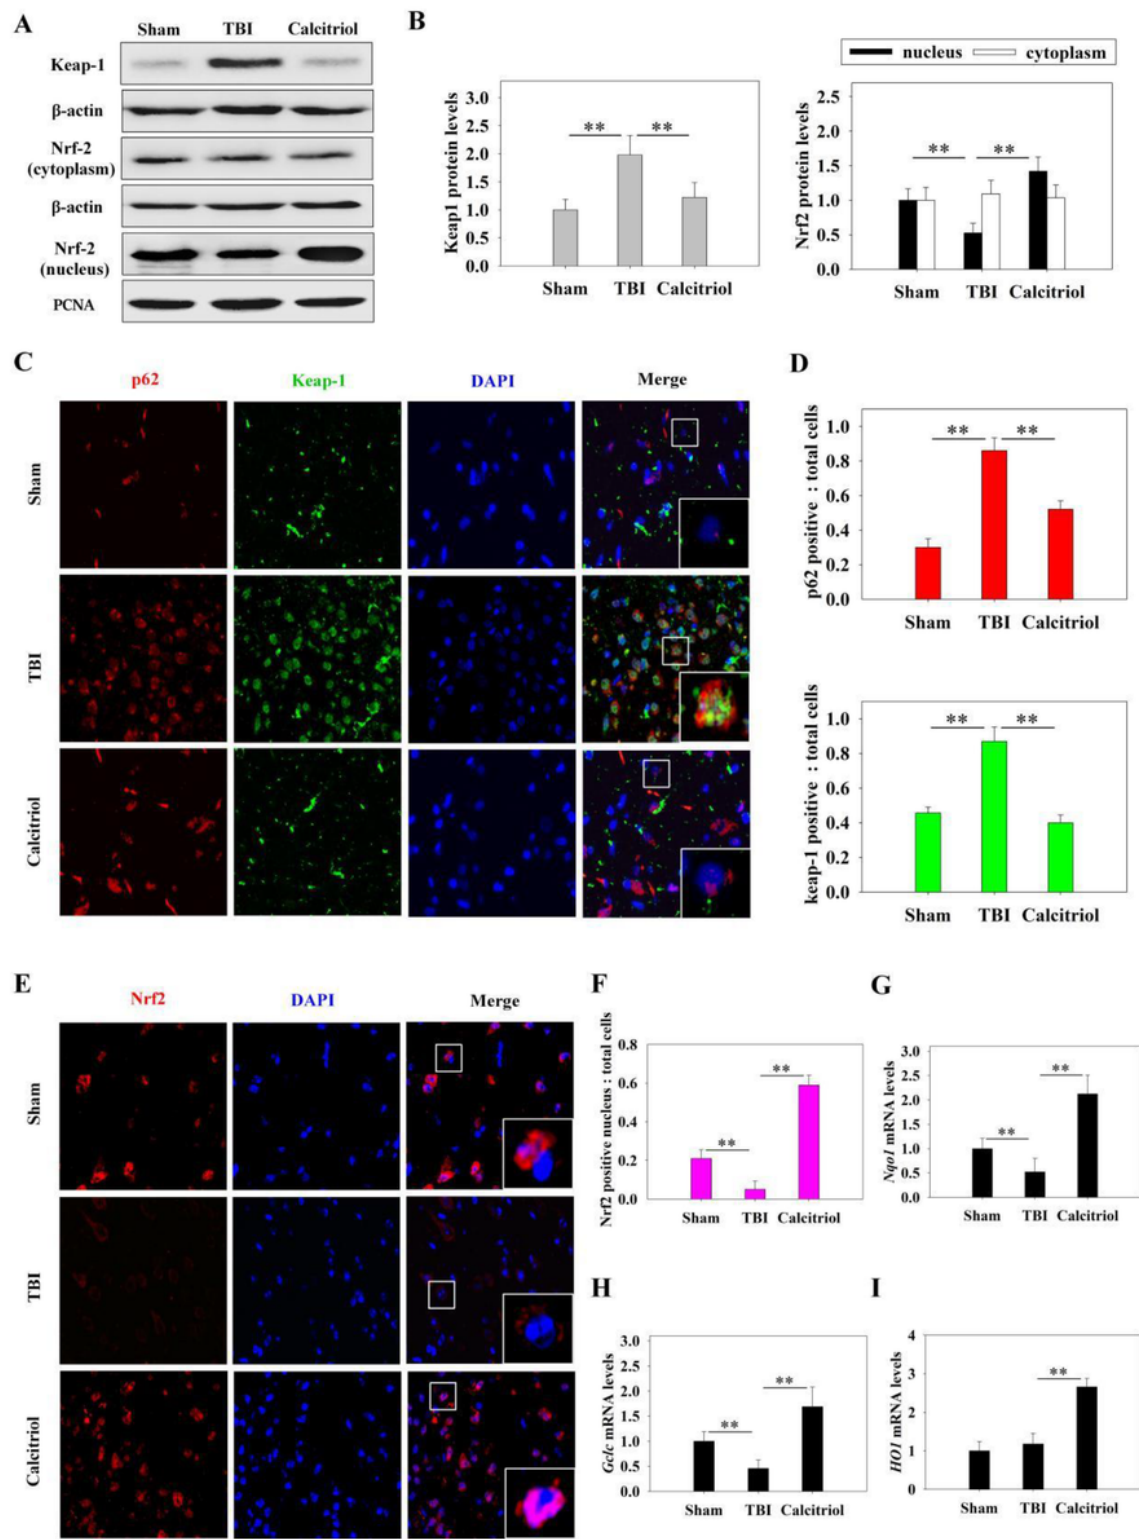 A
Sham TBI Calcitriol
Keap-1
β-actin
Nrf-2
(cytoplasm)
β-actin
Nrf-2
(nucleus)
PCNA
B
Keap1 protein levels
3.0
2.5
2.0
1.5
1.0
0.5
0.0
** **
Sham TBI Calcitriol
nucleus cytoplasm
Nrf2 protein levels
2.5
2.0
1.5
1.0
0.5
0.0
** **
Sham TBI Calcitriol
C
p62 Keap-1 DAPI Merge
Sham
TBI
Calcitriol
D
p62 positive : total cells
1.0
0.8
0.6
0.4
0.2
0.0
** **
Sham TBI Calcitriol
keap-1 positive : total cells
1.0
0.8
0.6
0.4
0.2
0.0
** **
Sham TBI Calcitriol
E
Nrf2 DAPI Merge
Sham
TBI
Calcitriol
F
Nrf2 positive nucleus : total cells
0.8
0.6
0.4
0.2
0.0
** **
Sham TBI Calcitriol
G
Nqo1 mRNA levels
3.0
2.5
2.0
1.5
1.0
0.5
0.0
** **
Sham TBI Calcitriol
H
Gclc mRNA levels
3.0
2.5
2.0
1.5
1.0
0.5
0.0
** **
Sham TBI Calcitriol
I
HO1 mRNA levels
4
3
2
1
0
**
Sham TBI Calcitriol